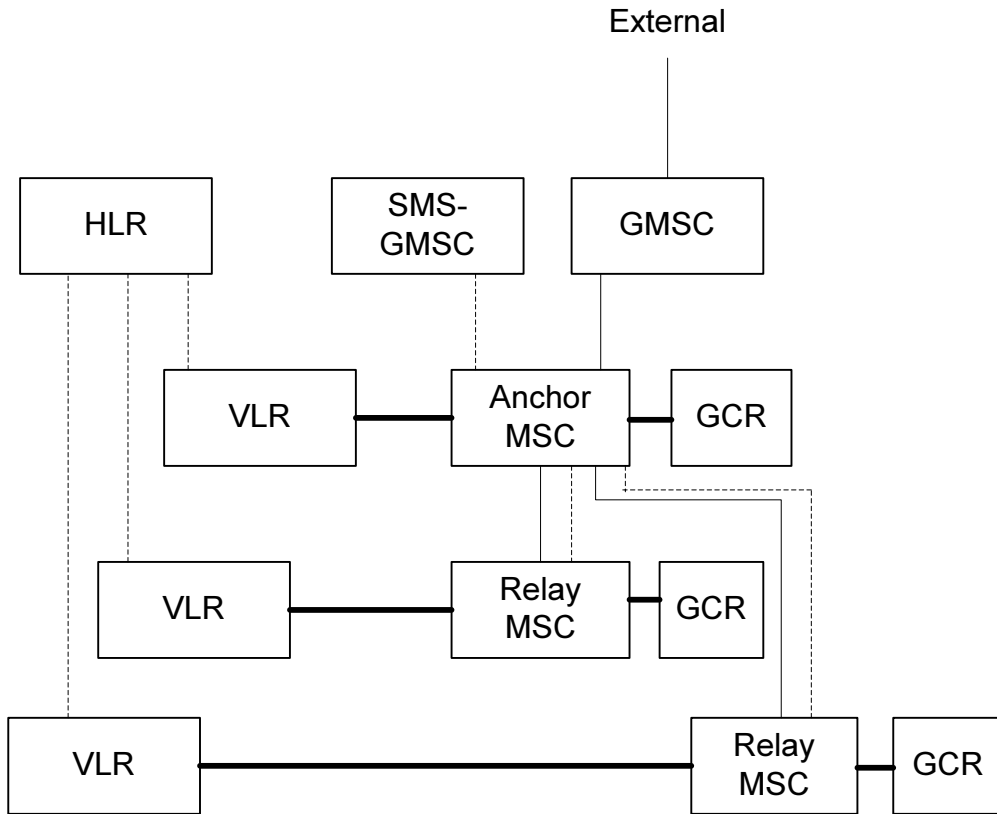 External
HLR
SMS-
GMSC
GMSC
VLR
Anchor
MSC
GCR
VLR
Relay
MSC
GCR
VLR
Relay
MSC
GCR